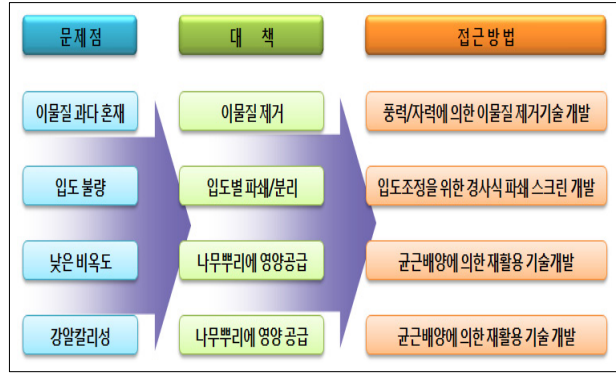 문제점 대 책 접근 방법
이물질 과다 혼재 이물질 제거 풍력/자력에 의한 이물질 제거기술 개발
입도 불량 입도별 파쇄/분리 입도조정을 위한 경사식 파쇄 스크린 개발
낮은 비옥도 나무뿌리에 영양공급 균근배양에 의한 재활용 기술개발
강알칼리성 나무뿌리에 영양 공급 균근배양에 의한 재활용 기술 개발